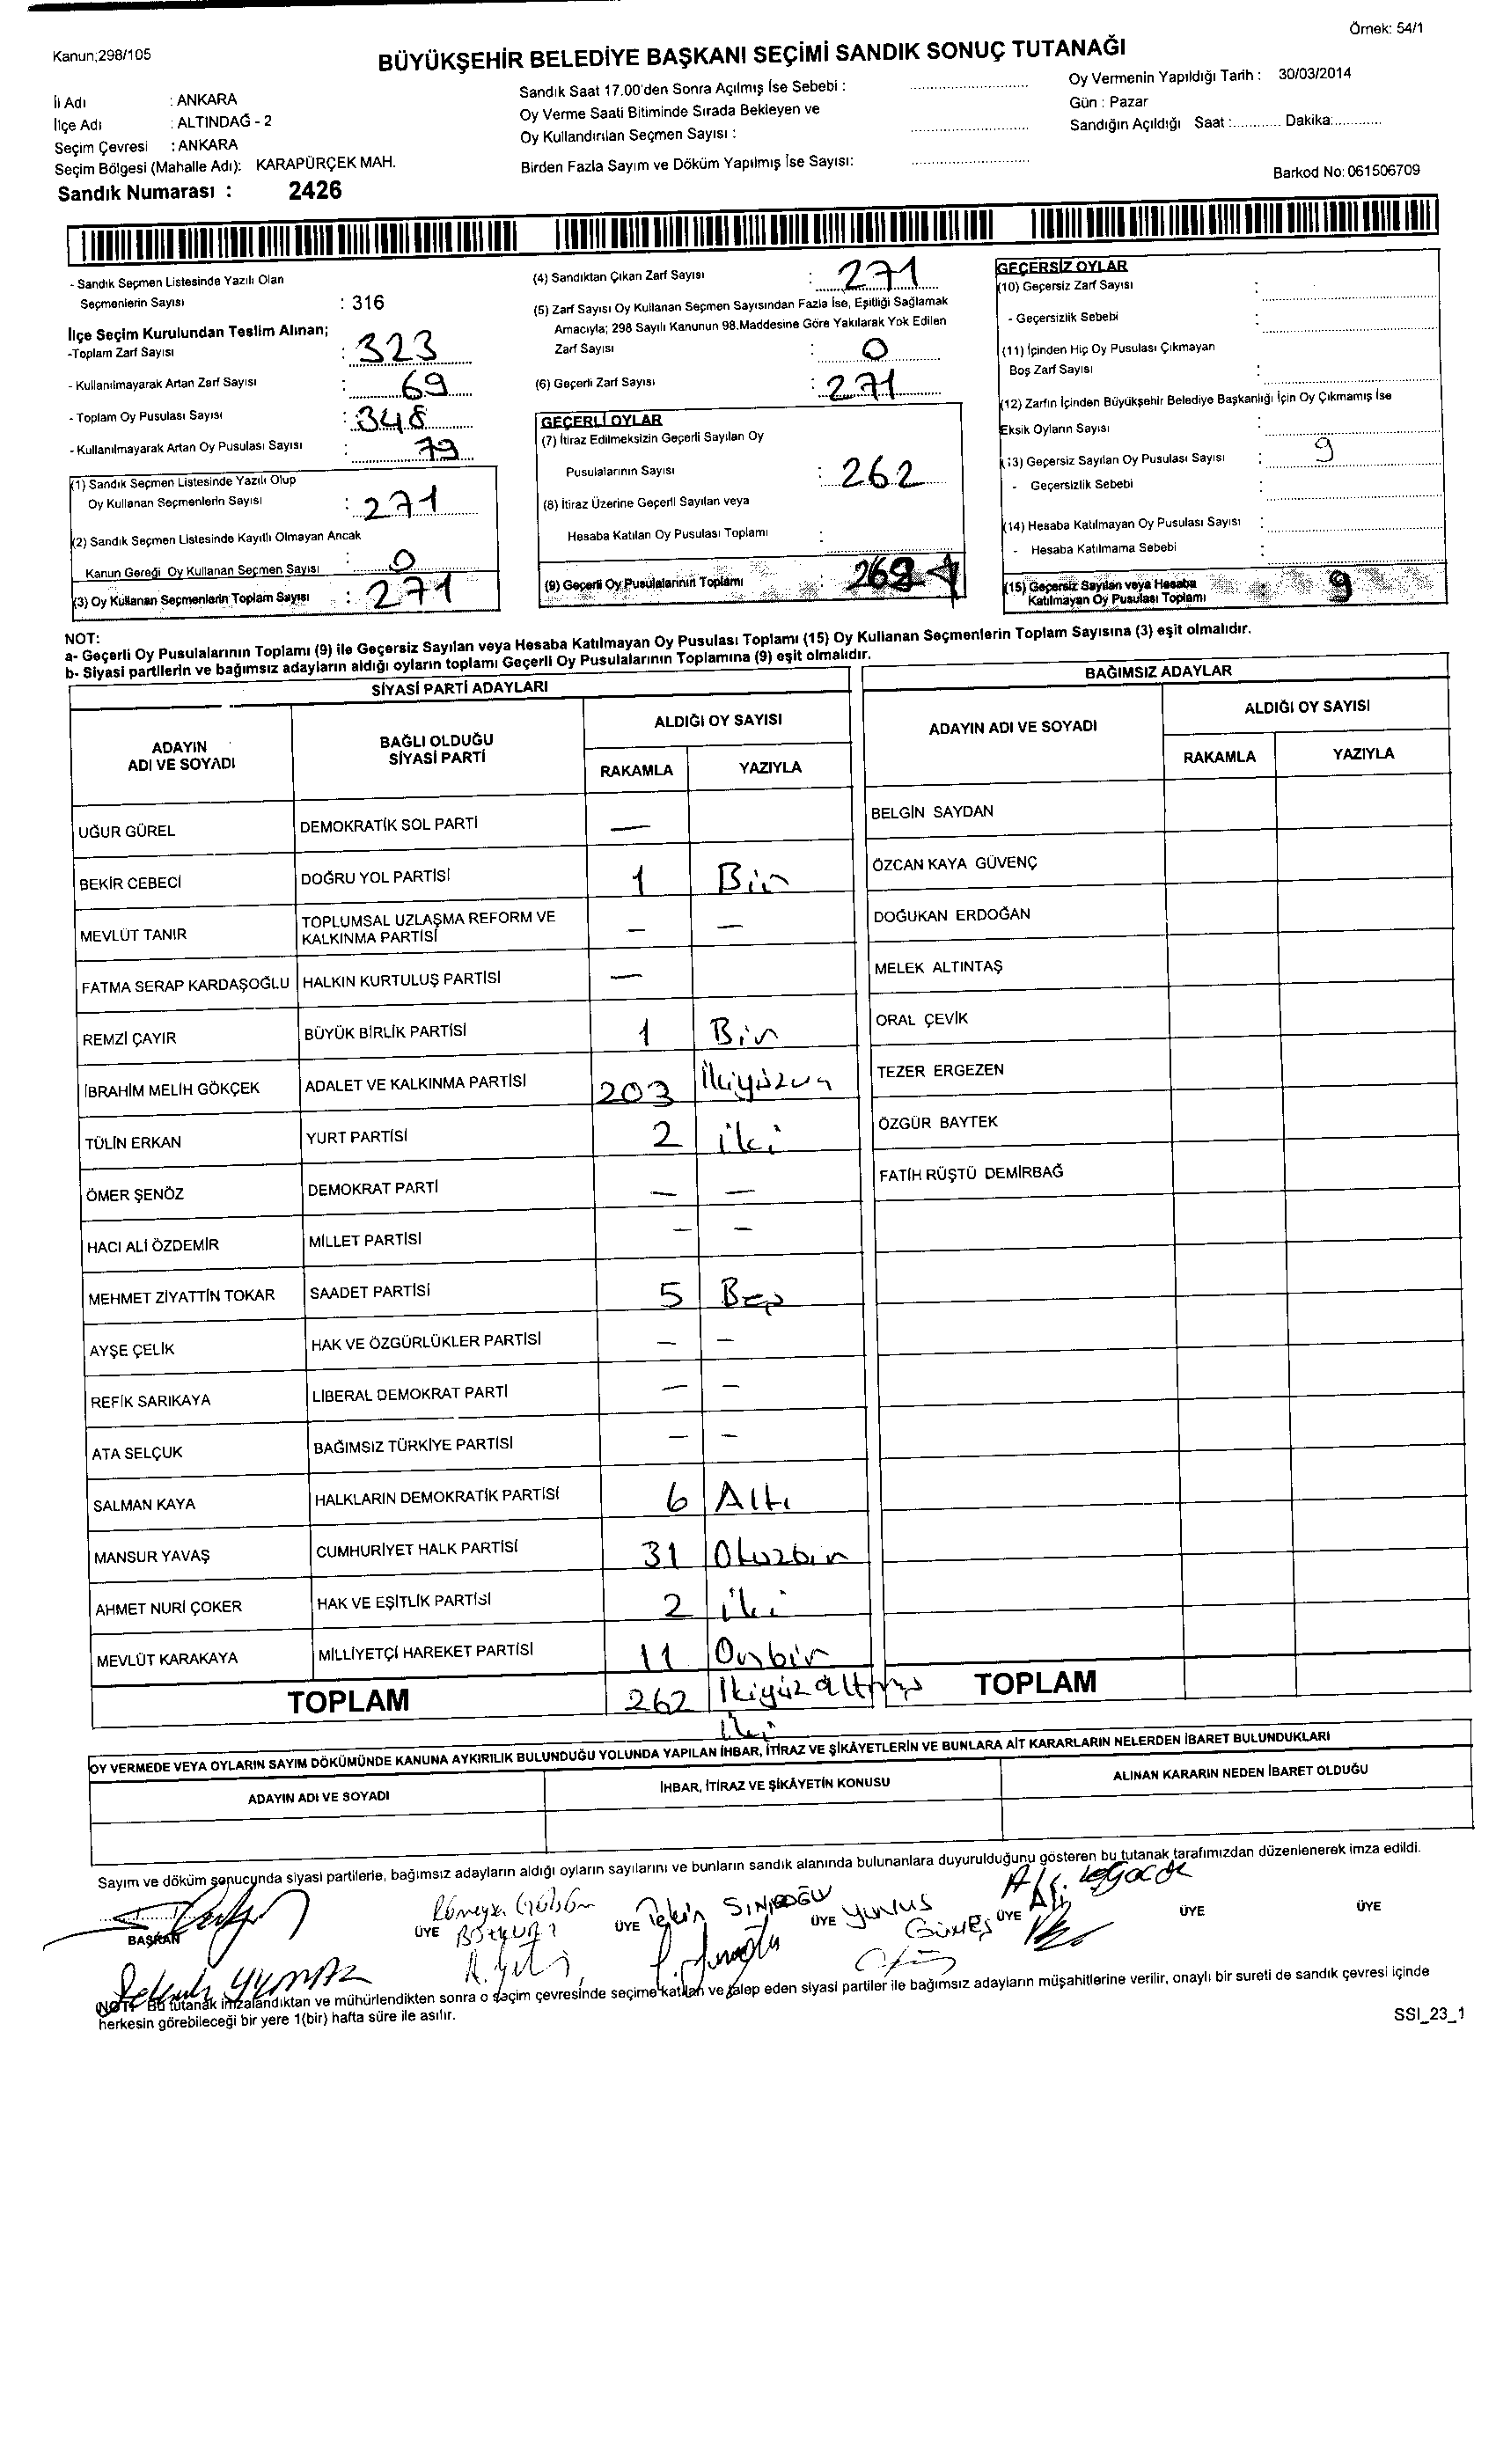 Örnek: 54/1
Kanun;298/105
BÜYÜKŞEHİR BELEDİYE BAŞKANI SEÇİMİ SANDIK SONUÇ TUTANAĞI
İl Adı : ANKARA
İlçe Adı : ALTINDAĞ - 2
Seçim Çevresi : ANKARA
Seçim Bölgesi (Mahalle Adı): KARAPÜRÇEK MAH.
Sandık Numarası : 2426
Sandık Saat 17.00'den Sonra Açılmış İse Sebebi :
Oy Verme Saati Bitiminde Sırada Bekleyen ve
Oy Kullandırılan Seçmen Sayısı :
Birden Fazla Sayım ve Döküm Yapılmış İse Sayısı:
Oy Vermenin Yapıldığı Tarih : 30/03/2014
Gün : Pazar
Sandığın Açıldığı Saat :............ Dakika:............
Barkod No: 061506709
- Sandık Seçmen Listesinde Yazılı Olan
Seçmenlerin Sayısı : 316
İlçe Seçim Kurulundan Teslim Alınan;
-Toplam Zarf Sayısı : 323
- Kullanılmayarak Artan Zarf Sayısı : 69
- Toplam Oy Pusulası Sayısı : 348
- Kullanılmayarak Artan Oy Pusulası Sayısı : 79
(1) Sandık Seçmen Listesinde Yazılı Olup
Oy Kullanan Seçmenlerin Sayısı : 271
(2) Sandık Seçmen Listesinde Kayıtlı Olmayan Ancak
Kanun Gereği Oy Kullanan Seçmen Sayısı : 0
(3) Oy Kullanan Seçmenlerin Toplam Sayısı : 271
(4) Sandıktan Çıkan Zarf Sayısı : 271
(5) Zarf Sayısı Oy Kullanan Seçmen Sayısından Fazla İse, Eşitliği Sağlamak
Amacıyla; 298 Sayılı Kanunun 98.Maddesine Göre Yakılarak Yok Edilen
Zarf Sayısı : 0
(6) Geçerli Zarf Sayısı : 271
GEÇERLİ OYLAR
(7) İtiraz Edilmeksizin Geçerli Sayılan Oy
Pusulalarının Sayısı : 262
(8) İtiraz Üzerine Geçerli Sayılan veya
Hesaba Katılan Oy Pusulası Toplamı :
(9) Geçerli Oy Pusulalarının Toplamı :
GEÇERSİZ OYLAR
(10) Geçersiz Zarf Sayısı :
- Geçersizlik Sebebi :
(11) İçinden Hiç Oy Pusulası Çıkmayan
Boş Zarf Sayısı :
(12) Zarfın İçinden Büyükşehir Belediye Başkanlığı İçin Oy Çıkmamış İse
Eksik Oyların Sayısı :
(13) Geçersiz Sayılan Oy Pusulası Sayısı : 9
- Geçersizlik Sebebi :
(14) Hesaba Katılmayan Oy Pusulası Sayısı :
- Hesaba Katılmama Sebebi :
(15) Geçersiz Sayılan veya Hesaba : 9
Katılmayan Oy Pusulası Toplamı
NOT:
a- Geçerli Oy Pusulalarının Toplamı (9) ile Geçersiz Sayılan veya Hesaba Katılmayan Oy Pusulası Toplamı (15) Oy Kullanan Seçmenlerin Toplam Sayısına (3) eşit olmalıdır.
b- Siyasi partilerin ve bağımsız adayların aldığı oyların toplamı Geçerli Oy Pusulalarının Toplamına (9) eşit olmalıdır.
SİYASİ PARTİ ADAYLARI
ADAYIN ADI VE SOYADI
BAĞLI OLDUĞU SİYASİ PARTİ
ALDIĞI OY SAYISI
RAKAMLA YAZIYLA
UĞUR GÜREL DEMOKRATİK SOL PARTİ —
BEKİR CEBECİ DOĞRU YOL PARTİSİ 1 Bir
MEVLÜT TANIR TOPLUMSAL UZLAŞMA REFORM VE KALKINMA PARTİSİ — —
FATMA SERAP KARDAŞOĞLU HALKIN KURTULUŞ PARTİSİ —
REMZİ ÇAYIR BÜYÜK BİRLİK PARTİSİ 1 Bir
İBRAHİM MELİH GÖKÇEK ADALET VE KALKINMA PARTİSİ 203
TÜLİN ERKAN YURT PARTİSİ 2 iki
ÖMER ŞENÖZ DEMOKRAT PARTİ — —
HACI ALİ ÖZDEMİR MİLLET PARTİSİ — —
MEHMET ZİYATTİN TOKAR SAADET PARTİSİ 5 Beş
AYŞE ÇELİK HAK VE ÖZGÜRLÜKLER PARTİSİ — —
REFİK SARIKAYA LİBERAL DEMOKRAT PARTİ — —
ATA SELÇUK BAĞIMSIZ TÜRKİYE PARTİSİ — —
SALMAN KAYA HALKLARIN DEMOKRATİK PARTİSİ 6 Altı
MANSUR YAVAŞ CUMHURİYET HALK PARTİSİ 31 Otuzbir
AHMET NURİ ÇOKER HAK VE EŞİTLİK PARTİSİ 2 iki
MEVLÜT KARAKAYA MİLLİYETÇİ HAREKET PARTİSİ 11 Onbir
TOPLAM 262 İkiyüzaltmış
iki
BAĞIMSIZ ADAYLAR
ADAYIN ADI VE SOYADI
ALDIĞI OY SAYISI
RAKAMLA YAZIYLA
BELGİN SAYDAN
ÖZCAN KAYA GÜVENÇ
DOĞUKAN ERDOĞAN
MELEK ALTINTAŞ
ORAL ÇEVİK
TEZER ERGEZEN
ÖZGÜR BAYTEK
FATİH RÜŞTÜ DEMİRBAĞ
TOPLAM
OY VERMEDE VEYA OYLARIN SAYIM DÖKÜMÜNDE KANUNA AYKIRILIK BULUNDUĞU YOLUNDA YAPILAN İHBAR, İTİRAZ VE ŞİKÂYETLERİN VE BUNLARA AİT KARARLARIN NELERDEN İBARET BULUNDUKLARI
ADAYIN ADI VE SOYADI İHBAR, İTİRAZ VE ŞİKÂYETİN KONUSU ALINAN KARARIN NEDEN İBARET OLDUĞU
Sayım ve döküm sonucunda siyasi partilerle, bağımsız adayların aldığı oyların sayılarını ve bunların sandık alanında bulunanlara duyurulduğunu gösteren bu tutanak tarafımızdan düzenlenerek imza edildi.
BAŞKAN ÜYE ÜYE Tekin ÜYE YUNUS GÜNEŞ ÜYE ÜYE ÜYE
YILMAZ
(NOT: Bu tutanak imzalandıktan ve mühürlendikten sonra o seçim çevresinde seçime katılan ve talep eden siyasi partiler ile bağımsız adayların müşahitlerine verilir, onaylı bir sureti de sandık çevresi içinde
herkesin görebileceği bir yere 1(bir) hafta süre ile asılır.
SSI_23_1